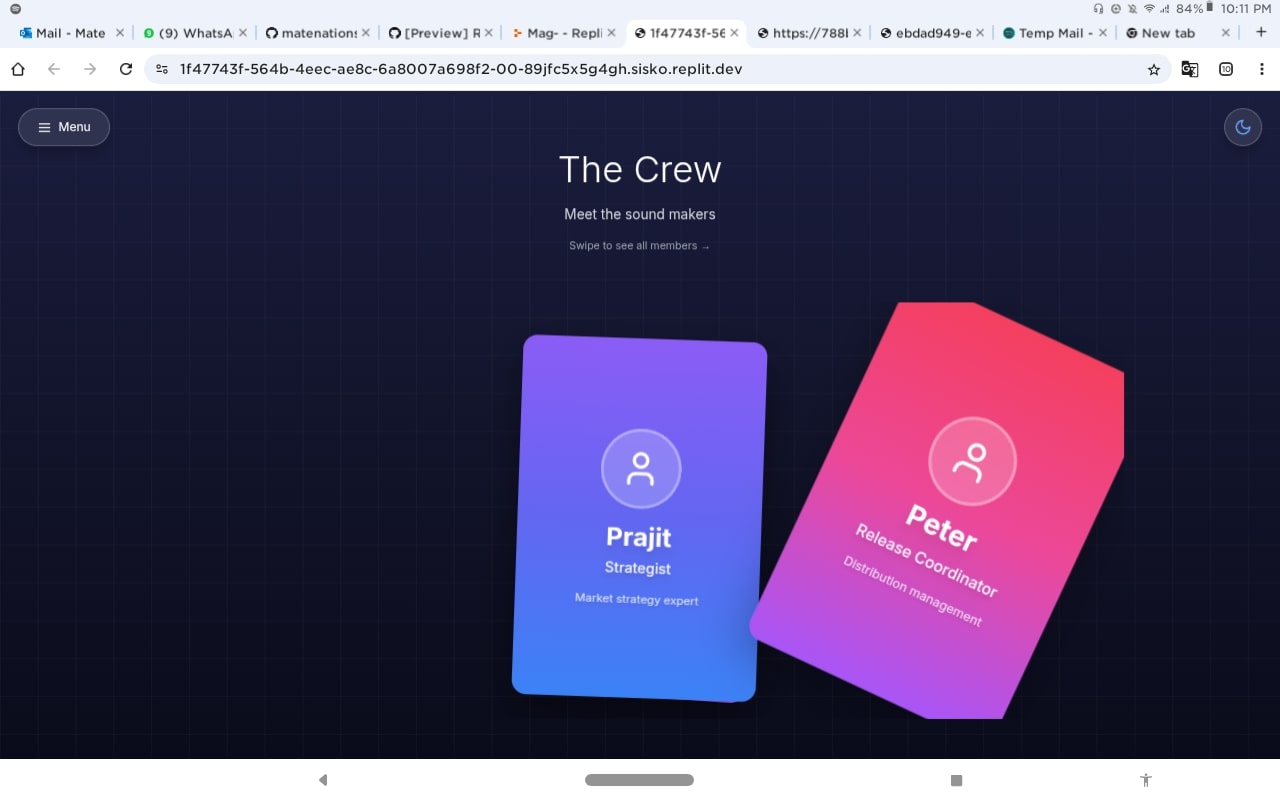 84% 10:11 PM
Mail - Mate
(9) WhatsA
matenations
[Preview] R
Mag- - Repli
1f47743f-56
https://788l
ebdad949-e
Temp Mail -
New tab
1f47743f-564b-4eec-ae8c-6a8007a698f2-00-89jfc5x5g4gh.sisko.replit.dev
10
Menu
The Crew
Meet the sound makers
Swipe to see all members →
Prajit
Strategist
Market strategy expert
Peter
Release Coordinator
Distribution management